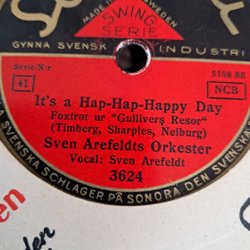 MADE IN SWEDEN
SWING
SERIE
GYNNA SVENSK INDUSTRI
Serie/Nr
41
5108 SE
NCB
It's a Hap-Hap-Happy Day
Foxtrot ur "Gullivers Resor"
(Timberg, Sharples, Neiburg)
Sven Arefeldts Orkester
Vocal: Sven Arefeldt
3624
SVENSKA SCHLAGER PÅ SONORA DEN SVENSKA
en
den